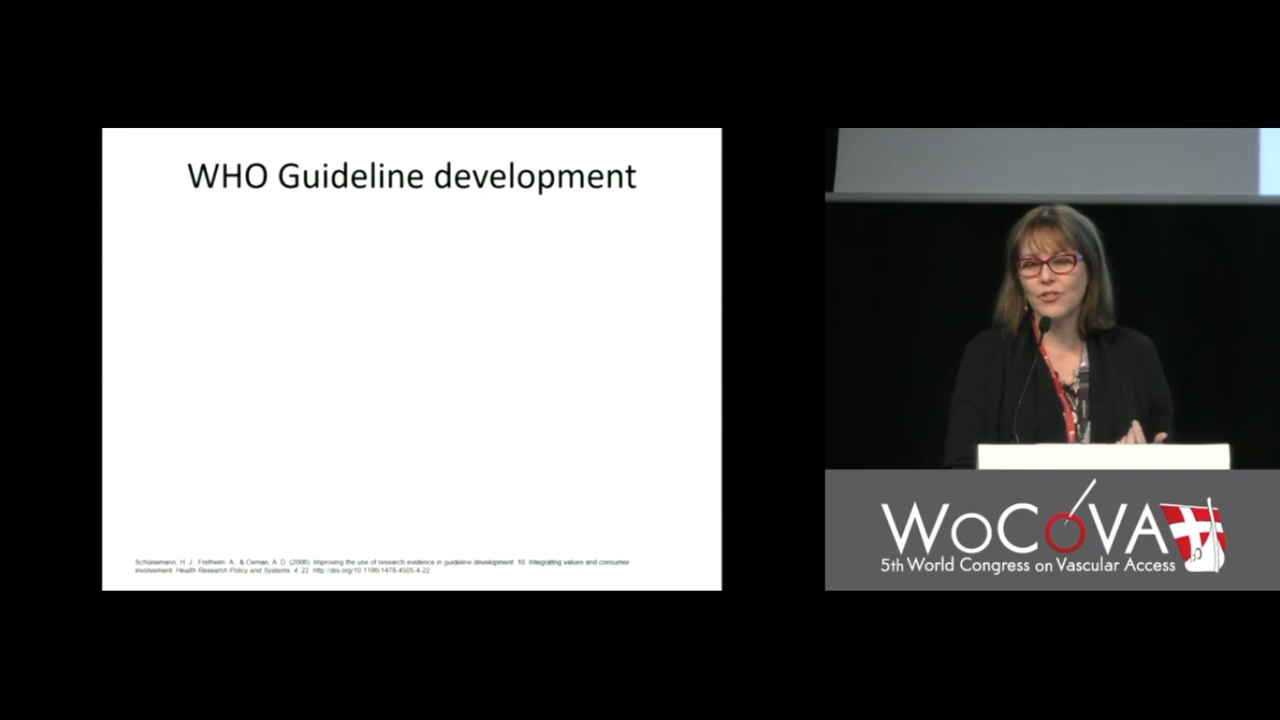 WHO Guideline development
Schünemann, H. J., Fretheim, A., & Oxman, A. D. (2006). Improving the use of research evidence in guideline development: 10. Integrating values and consumer
involvement. Health Research Policy and Systems, 4, 22. http://doi.org/10.1186/1478-4505-4-22
WoCoVA
5th World Congress on Vascular Access